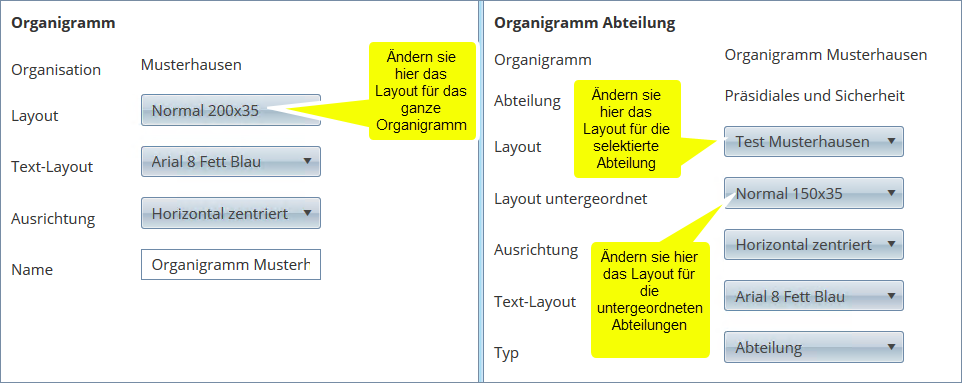 Organigramm
Organisation Musterhausen
Layout Normal 200x35
Text-Layout Arial 8 Fett Blau
Ausrichtung Horizontal zentriert
Name Organigramm Musterh
Ändern sie
hier das
Layout für das
ganze
Organigramm
Organigramm Abteilung
Organigramm Organigramm Musterhausen
Abteilung Präsidiales und Sicherheit
Layout Test Musterhausen
Layout untergeordnet Normal 150x35
Ausrichtung Horizontal zentriert
Text-Layout Arial 8 Fett Blau
Typ Abteilung
Ändern sie
hier das
Layout für die
selektierte
Abteilung
Ändern sie hier
das Layout für
die
untergeordneten
Abteilungen